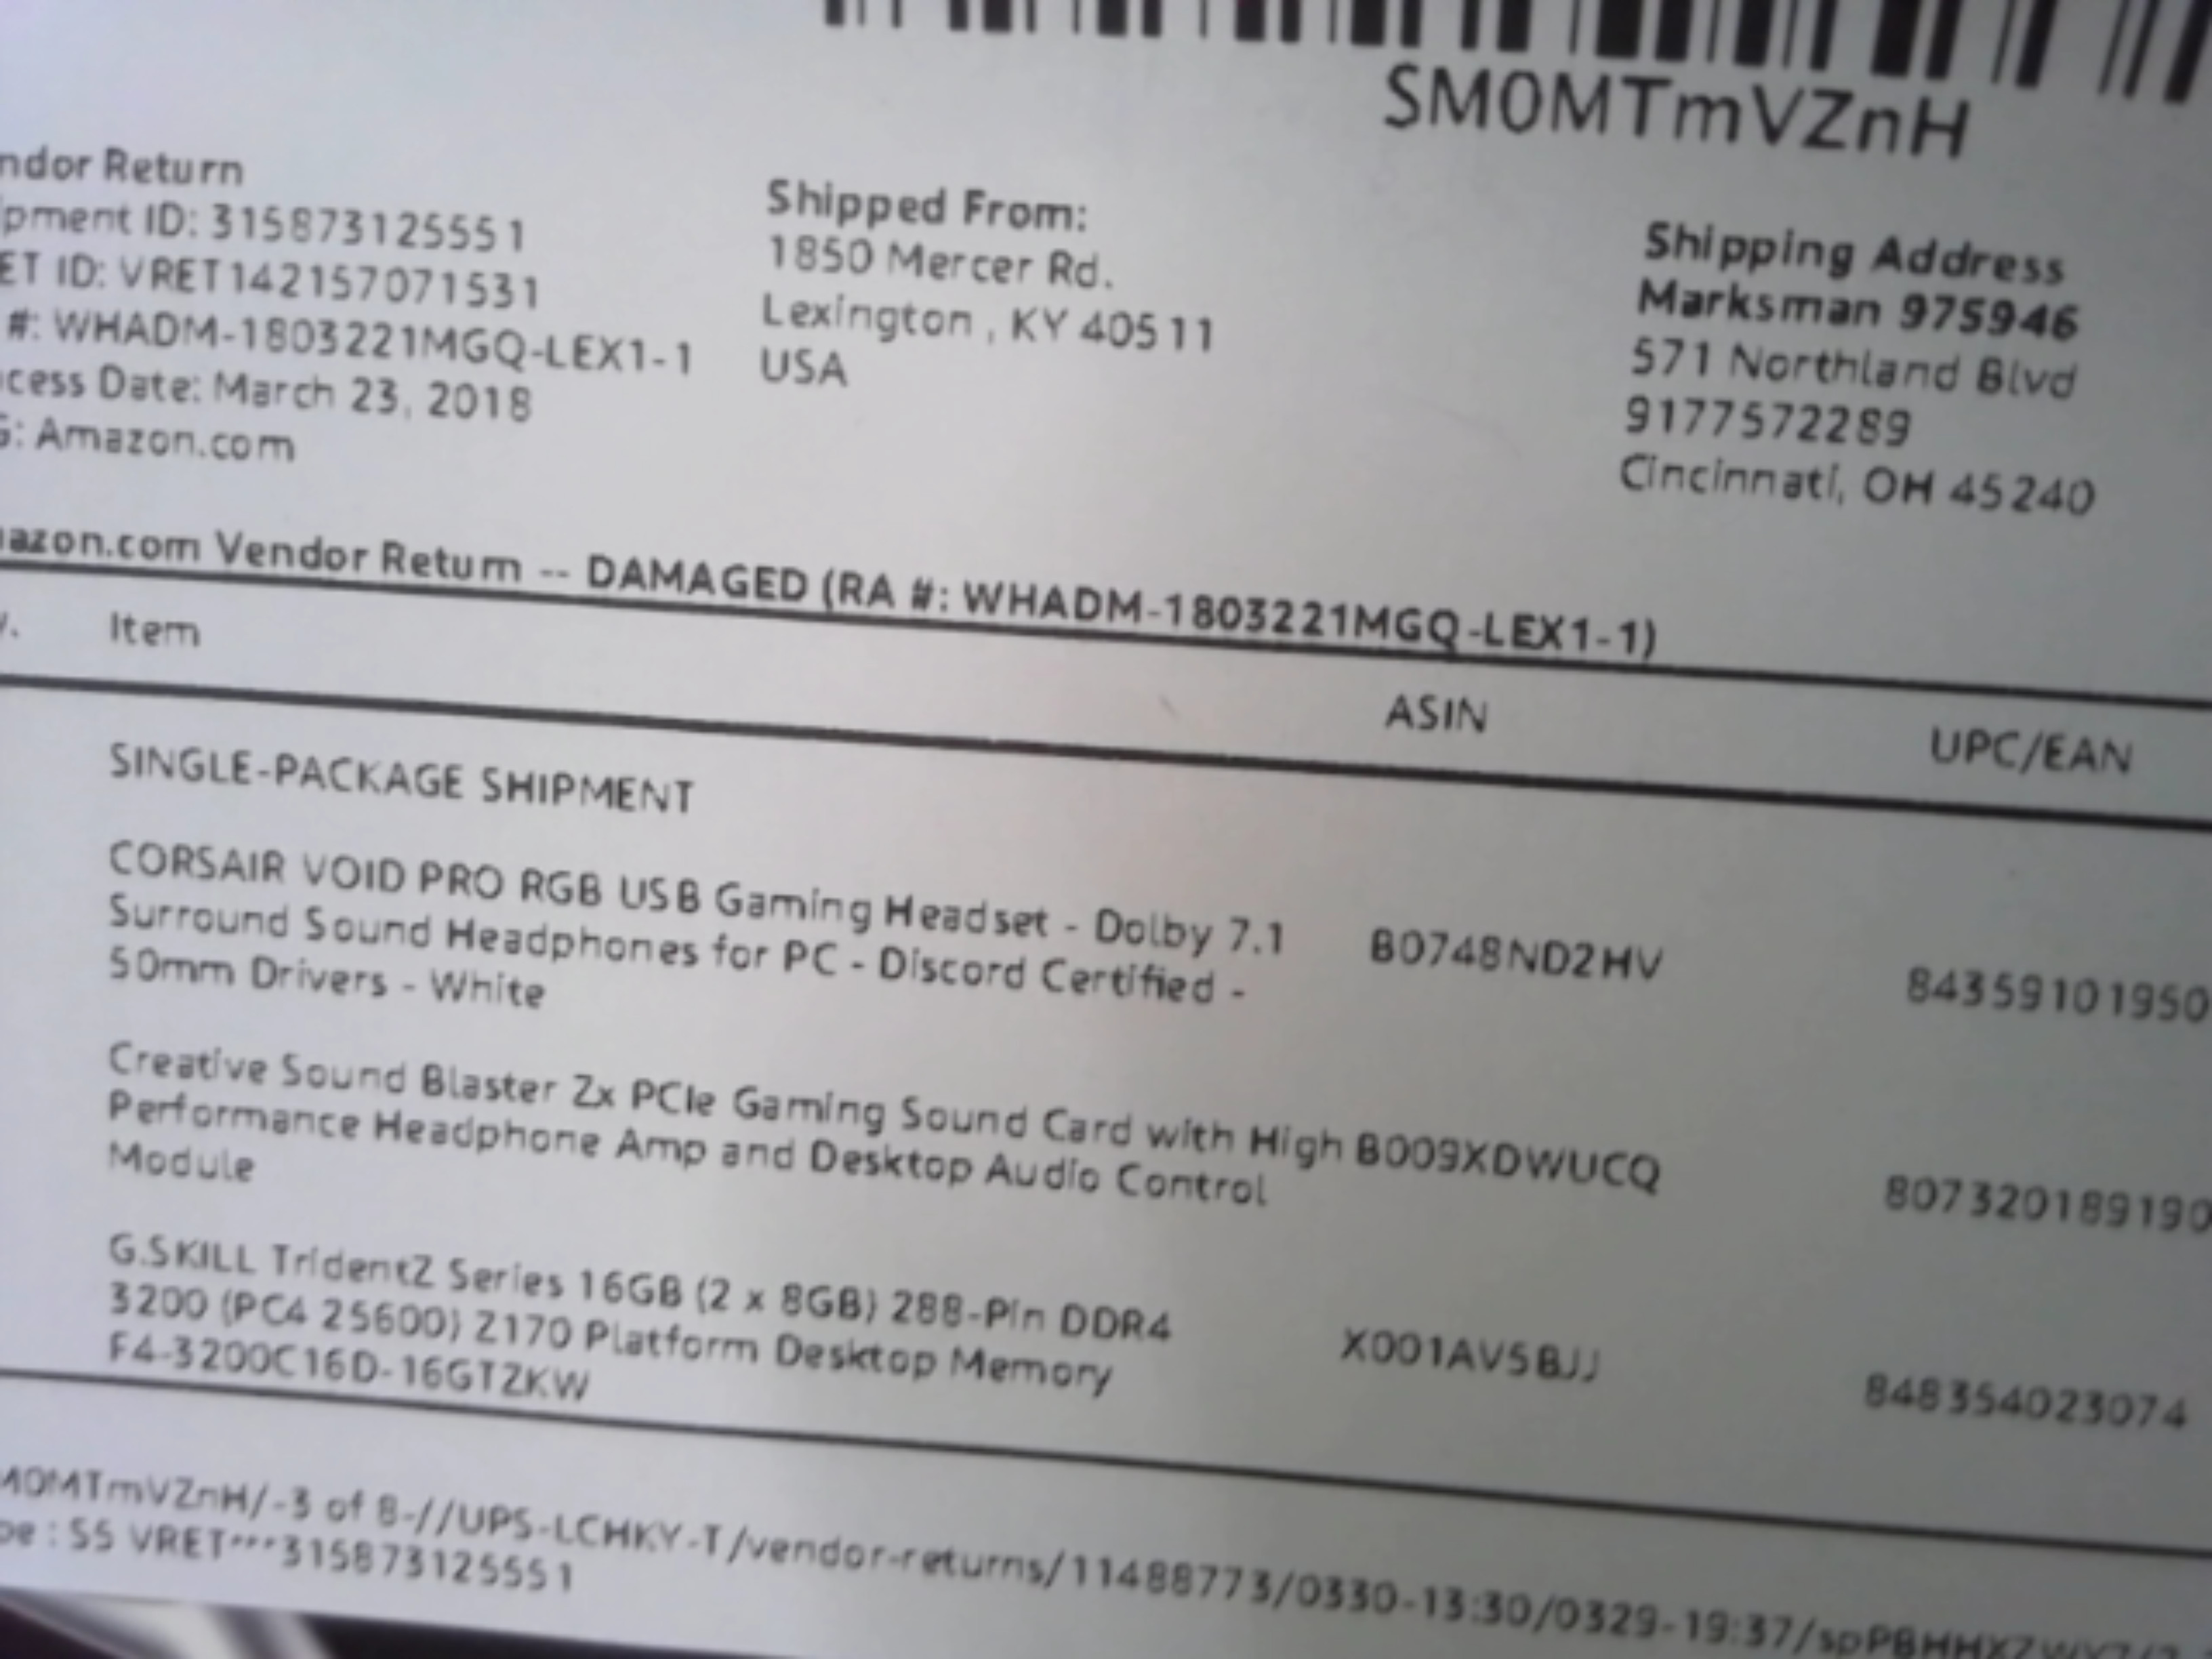 SM0MTmVZnH
ndor Return
pment ID: 315873125551
ET ID: VRET142157071531
#: WHADM-1803221MGQ-LEX1-1
cess Date: March 23, 2018
G: Amazon.com
Shipped From:
1850 Mercer Rd.
Lexington , KY 40511
USA
Shipping Address
Marksman 975946
571 Northland Blvd
9177572289
Cincinnati, OH 45240
azon.com Vendor Return -- DAMAGED (RA #: WHADM-1803221MGQ-LEX1-1)
y. Item ASIN UPC/EAN
SINGLE-PACKAGE SHIPMENT
CORSAIR VOID PRO RGB USB Gaming Headset - Dolby 7.1 B0748ND2HV 84359101950
Surround Sound Headphones for PC - Discord Certified -
50mm Drivers - White
Creative Sound Blaster Zx PCIe Gaming Sound Card with High B009XDWUCQ 807320189190
Performance Headphone Amp and Desktop Audio Control
Module
G.SKILL TridentZ Series 16GB (2 x 8GB) 288-Pin DDR4 X001AV5BJJ 848354023074
3200 (PC4 25600) Z170 Platform Desktop Memory
F4-3200C16D-16GTZKW
M0MTmVZnH/-3 of 8-//UPS-LCHKY-T/vendor-returns/11488773/0330-13:30/0329-19:37/
pe : SS VRET***315873125551